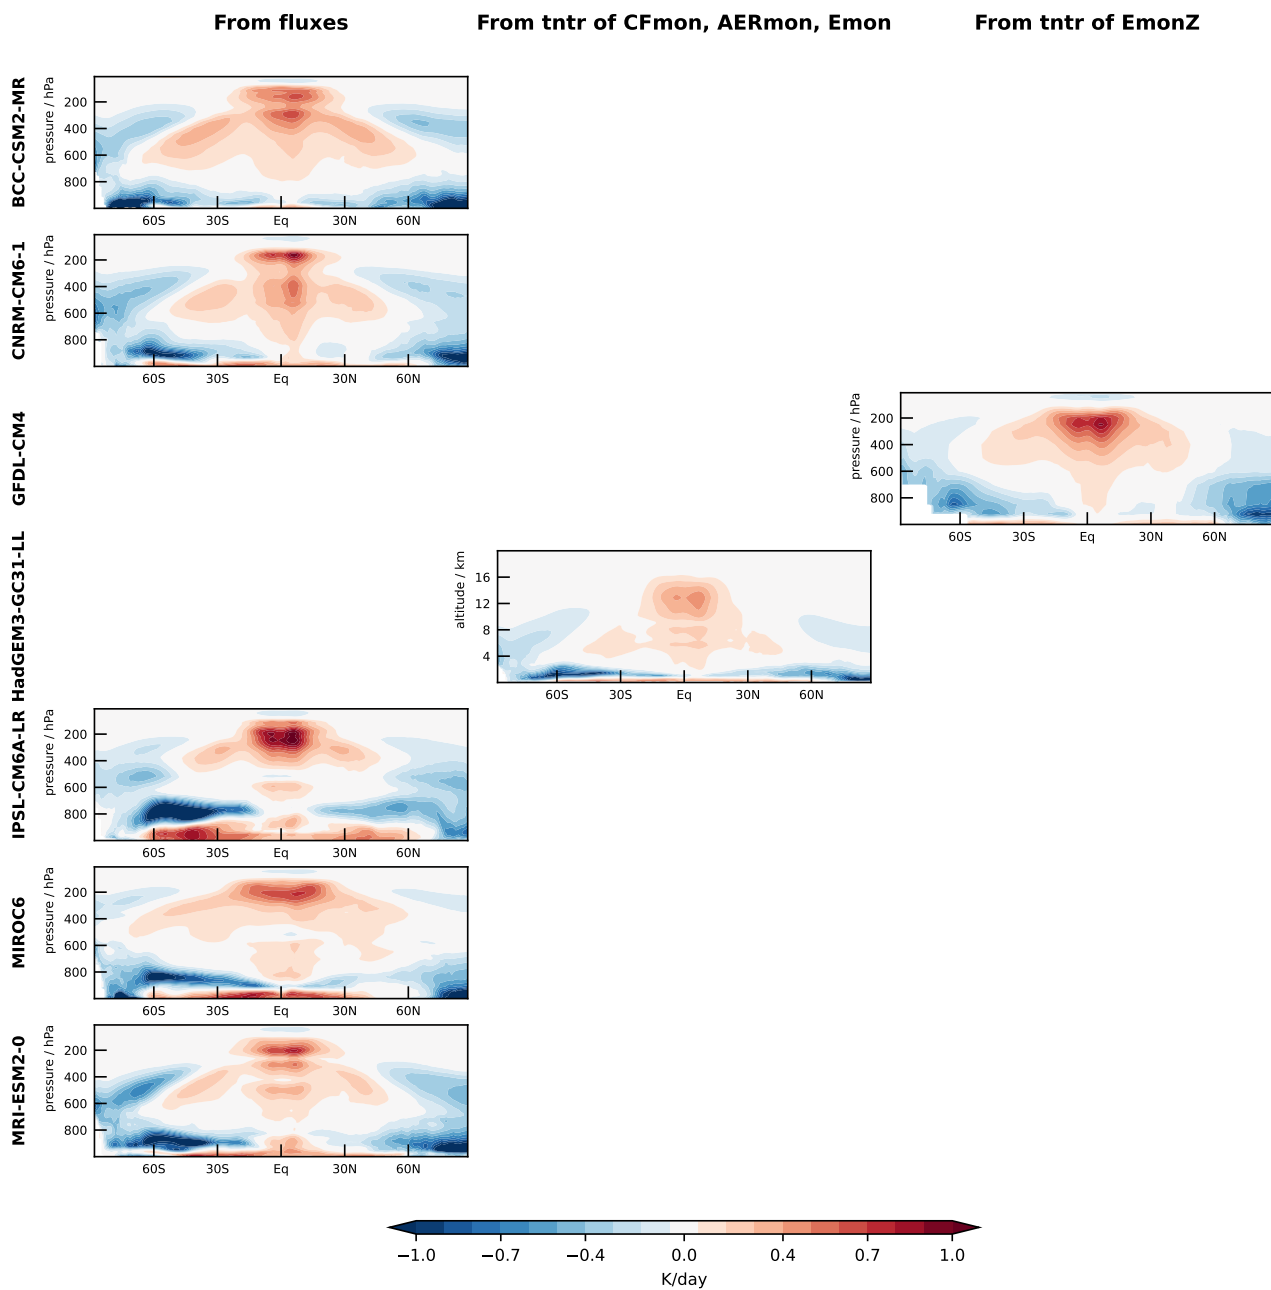 From fluxes
From tntr of CFmon, AERmon, Emon
From tntr of EmonZ
BCC-CSM2-MR
pressure / hPa
200
400
600
800
60S 30S Eq 30N 60N
CNRM-CM6-1
pressure / hPa
200
400
600
800
60S 30S Eq 30N 60N
GFDL-CM4
pressure / hPa
200
400
600
800
60S 30S Eq 30N 60N
HadGEM3-GC31-LL
altitude / km
16
12
8
4
60S 30S Eq 30N 60N
IPSL-CM6A-LR
pressure / hPa
200
400
600
800
60S 30S Eq 30N 60N
MIROC6
pressure / hPa
200
400
600
800
60S 30S Eq 30N 60N
MRI-ESM2-0
pressure / hPa
200
400
600
800
60S 30S Eq 30N 60N
−1.0 −0.7 −0.4 0.0 0.4 0.7 1.0
K/day